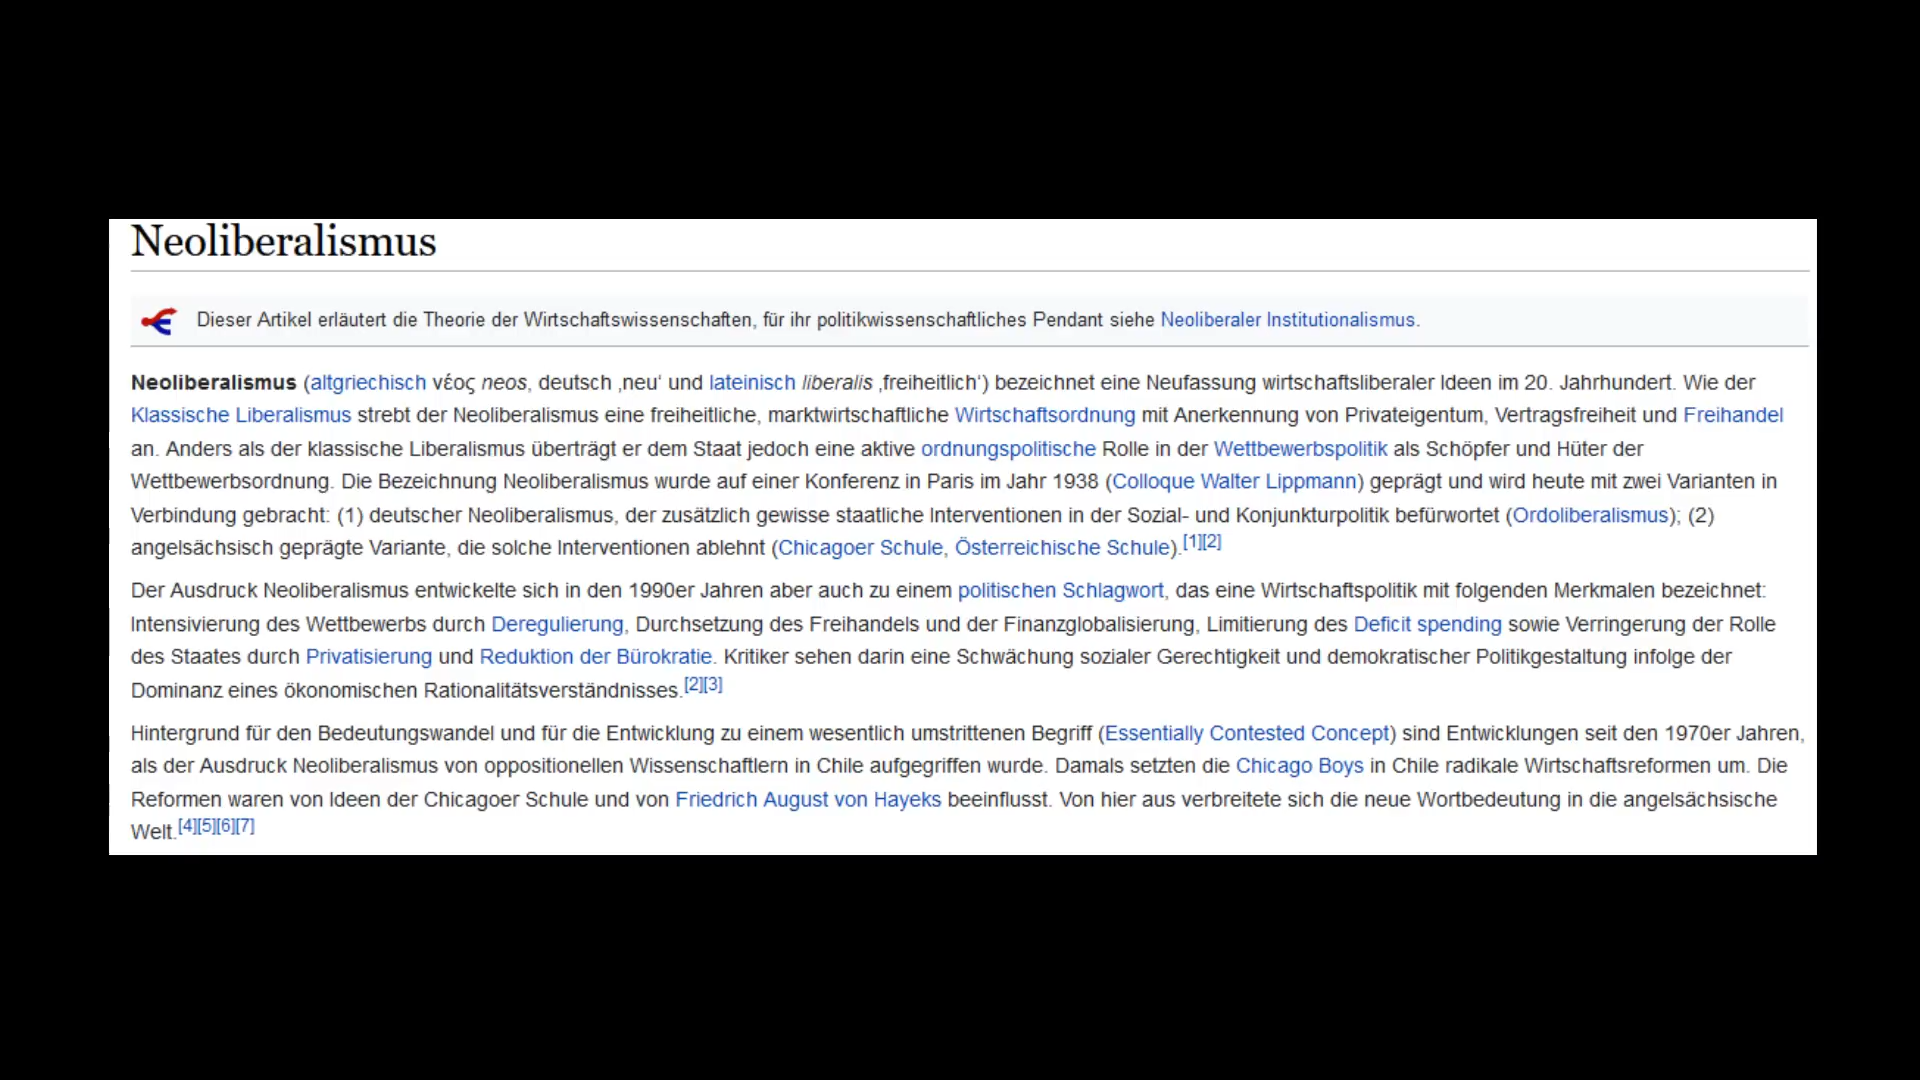 Neoliberalismus
Dieser Artikel erläutert die Theorie der Wirtschaftswissenschaften, für ihr politikwissenschaftliches Pendant siehe Neoliberaler Institutionalismus.
Neoliberalismus (altgriechisch νέος neos, deutsch ‚neu‘ und lateinisch liberalis ‚freiheitlich‘) bezeichnet eine Neufassung wirtschaftsliberaler Ideen im 20. Jahrhundert. Wie der
Klassische Liberalismus strebt der Neoliberalismus eine freiheitliche, marktwirtschaftliche Wirtschaftsordnung mit Anerkennung von Privateigentum, Vertragsfreiheit und Freihandel
an. Anders als der klassische Liberalismus überträgt er dem Staat jedoch eine aktive ordnungspolitische Rolle in der Wettbewerbspolitik als Schöpfer und Hüter der
Wettbewerbsordnung. Die Bezeichnung Neoliberalismus wurde auf einer Konferenz in Paris im Jahr 1938 (Colloque Walter Lippmann) geprägt und wird heute mit zwei Varianten in
Verbindung gebracht: (1) deutscher Neoliberalismus, der zusätzlich gewisse staatliche Interventionen in der Sozial- und Konjunkturpolitik befürwortet (Ordoliberalismus); (2)
angelsächsisch geprägte Variante, die solche Interventionen ablehnt (Chicagoer Schule, Österreichische Schule).[1][2]
Der Ausdruck Neoliberalismus entwickelte sich in den 1990er Jahren aber auch zu einem politischen Schlagwort, das eine Wirtschaftspolitik mit folgenden Merkmalen bezeichnet:
Intensivierung des Wettbewerbs durch Deregulierung, Durchsetzung des Freihandels und der Finanzglobalisierung, Limitierung des Deficit spending sowie Verringerung der Rolle
des Staates durch Privatisierung und Reduktion der Bürokratie. Kritiker sehen darin eine Schwächung sozialer Gerechtigkeit und demokratischer Politikgestaltung infolge der
Dominanz eines ökonomischen Rationalitätsverständnisses.[2][3]
Hintergrund für den Bedeutungswandel und für die Entwicklung zu einem wesentlich umstrittenen Begriff (Essentially Contested Concept) sind Entwicklungen seit den 1970er Jahren,
als der Ausdruck Neoliberalismus von oppositionellen Wissenschaftlern in Chile aufgegriffen wurde. Damals setzten die Chicago Boys in Chile radikale Wirtschaftsreformen um. Die
Reformen waren von Ideen der Chicagoer Schule und von Friedrich August von Hayeks beeinflusst. Von hier aus verbreitete sich die neue Wortbedeutung in die angelsächsische
Welt.[4][5][6][7]